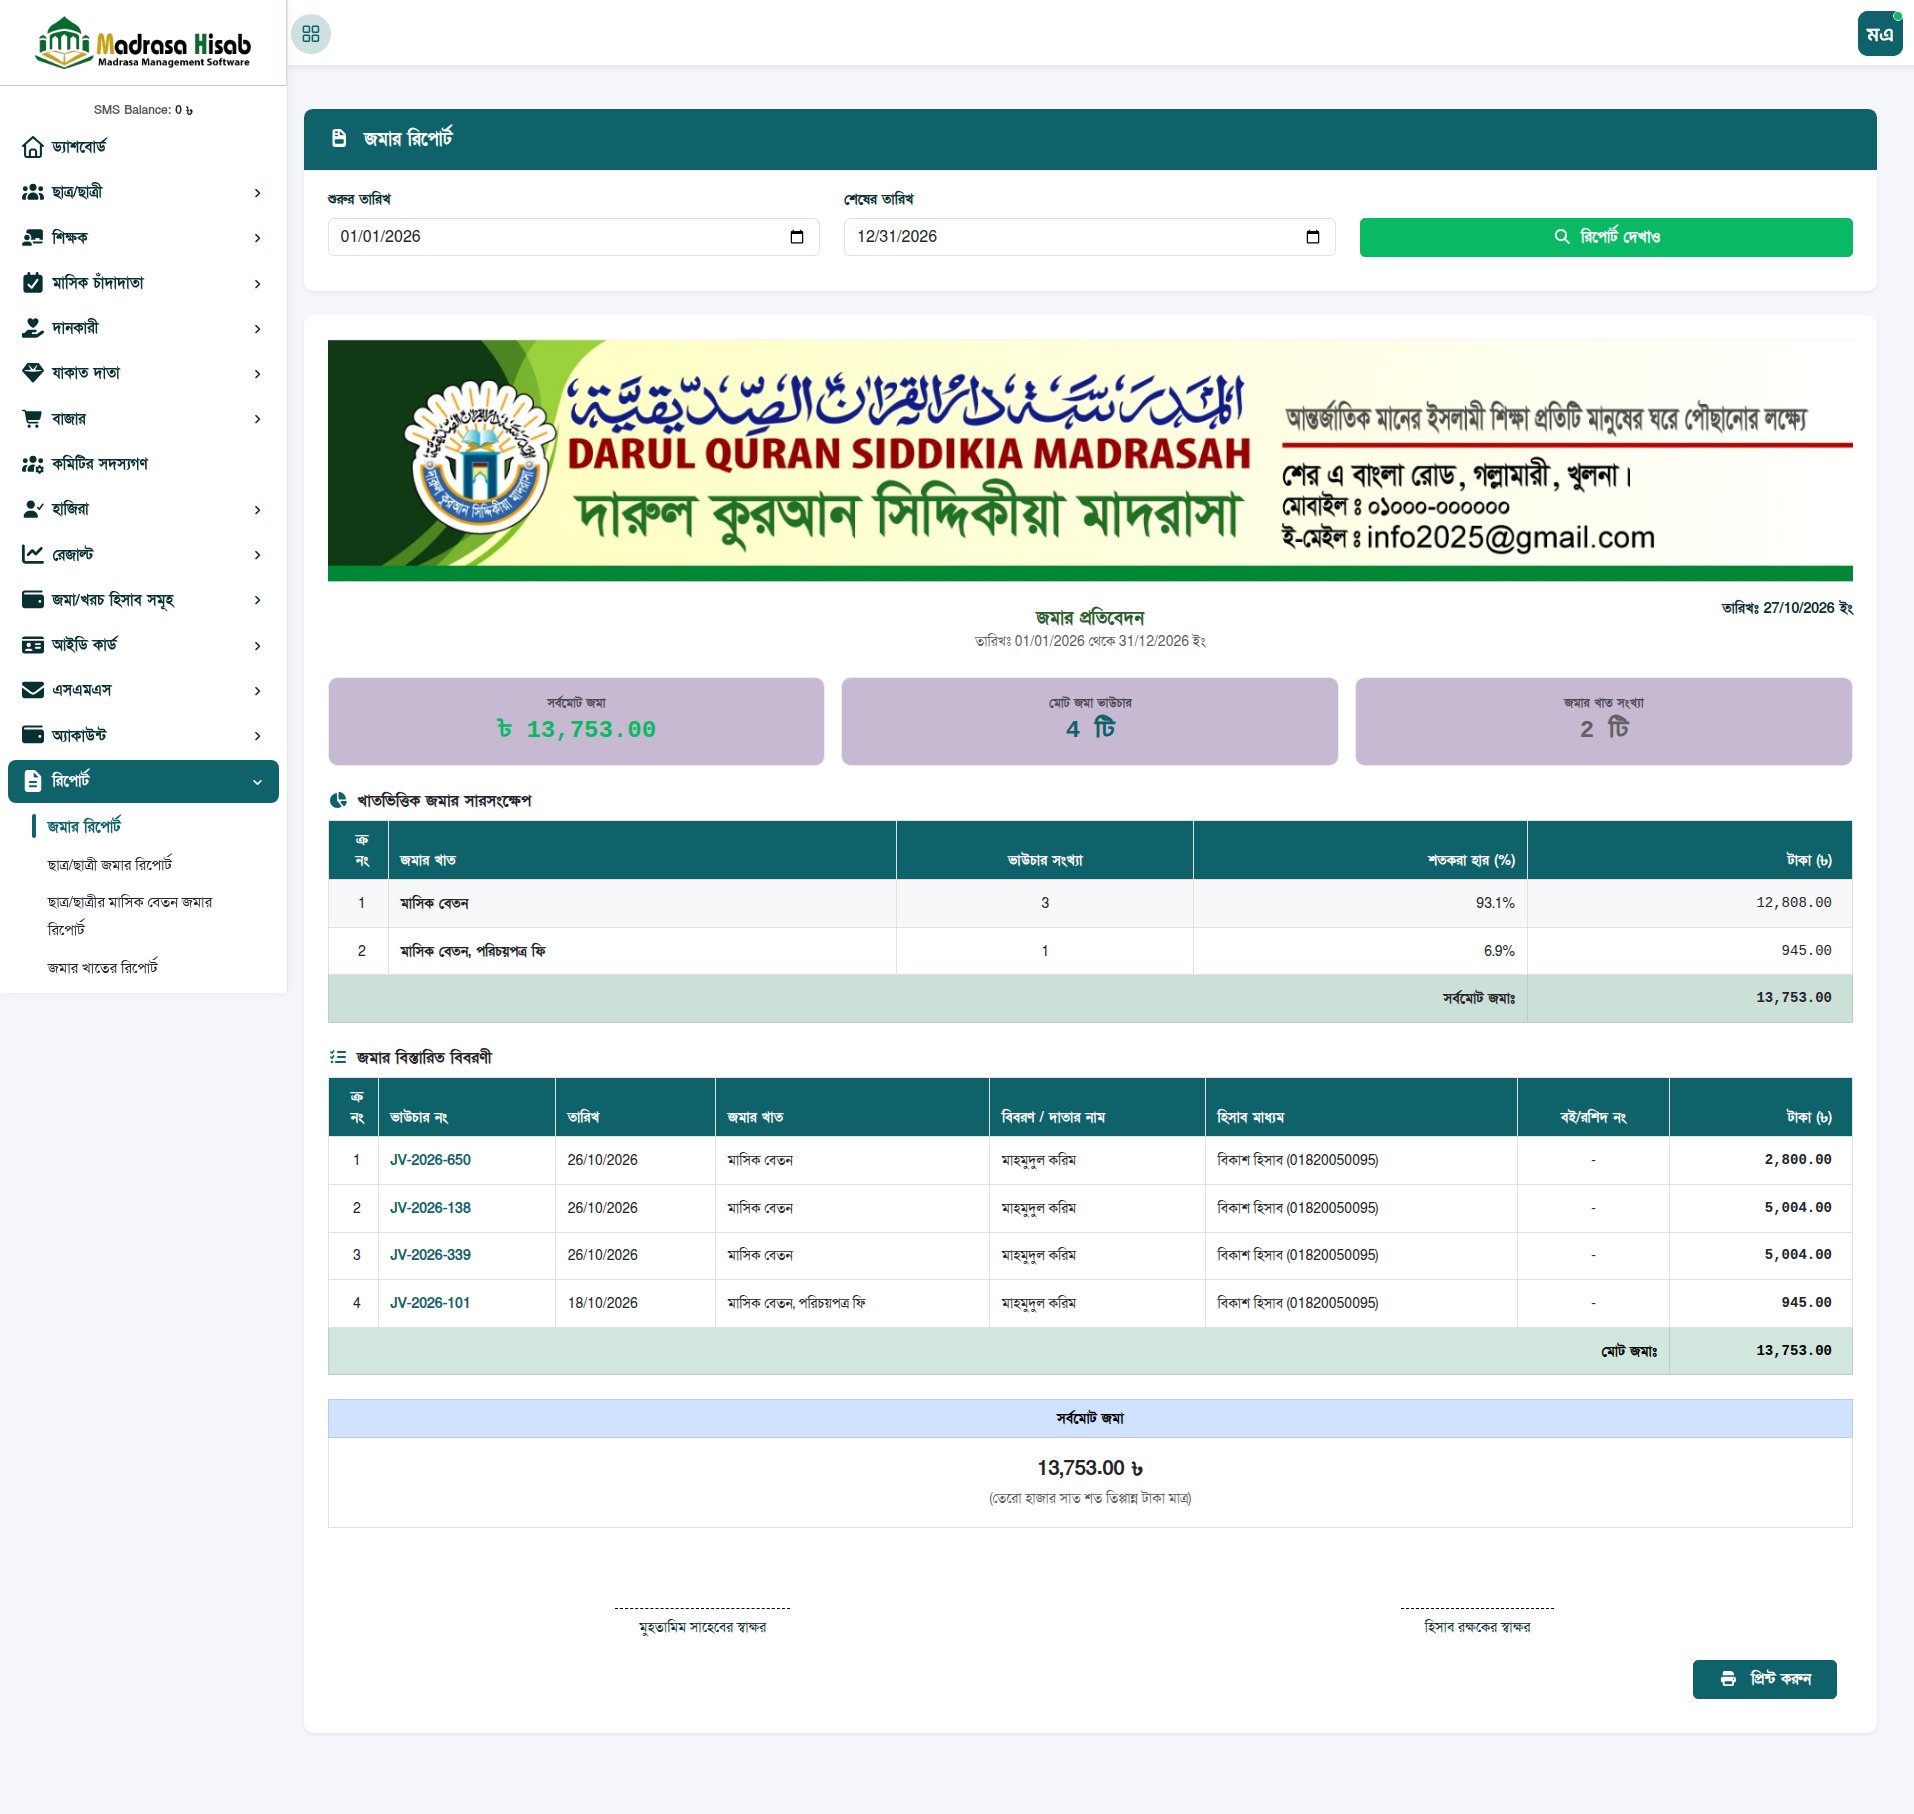 Madrasa Hisab
Madrasa Management Software
মএ
SMS Balance: 0 ৳
ড্যাশবোর্ড
ছাত্র/ছাত্রী
শিক্ষক
মাসিক চাঁদাদাতা
দানকারী
যাকাত দাতা
বাজার
কমিটির সদস্যগণ
হাজিরা
রেজাল্ট
জমা/খরচ হিসাব সমূহ
আইডি কার্ড
এসএমএস
অ্যাকাউন্ট
রিপোর্ট
জমার রিপোর্ট
ছাত্র/ছাত্রী জমার রিপোর্ট
ছাত্র/ছাত্রীর মাসিক বেতন জমার
রিপোর্ট
জমার খাতের রিপোর্ট
জমার রিপোর্ট
শুরুর তারিখ শেষের তারিখ
01/01/2026 12/31/2026 রিপোর্ট দেখাও
المدرسة دار القرآن الصديقية
DARUL QURAN SIDDIKIA MADRASAH
দারুল কুরআন সিদ্দিকীয়া মাদরাসা
আন্তর্জাতিক মানের ইসলামী শিক্ষা প্রতিটি মানুষের ঘরে পৌছানোর লক্ষ্যে
শের এ বাংলা রোড, গল্লামারী, খুলনা।
মোবাইল ঃ ০১০০০-০০০০০০
ই-মেইল ঃ info2025@gmail.com
তারিখঃ 27/10/2026 ইং
জমার প্রতিবেদন
তারিখঃ 01/01/2026 থেকে 31/12/2026 ইং
সর্বমোট জমা মোট জমা ভাউচার জমার খাত সংখ্যা
৳ 13,753.00 4 টি 2 টি
খাতভিত্তিক জমার সারসংক্ষেপ
ক্র নং জমার খাত ভাউচার সংখ্যা শতকরা হার (%) টাকা (৳)
1 মাসিক বেতন 3 93.1% 12,808.00
2 মাসিক বেতন, পরিচয়পত্র ফি 1 6.9% 945.00
সর্বমোট জমাঃ 13,753.00
জমার বিস্তারিত বিবরণী
ক্র নং ভাউচার নং তারিখ জমার খাত বিবরণ / দাতার নাম হিসাব মাধ্যম বই/রশিদ নং টাকা (৳)
1 JV-2026-650 26/10/2026 মাসিক বেতন মাহমুদুল করিম বিকাশ হিসাব (01820050095) - 2,800.00
2 JV-2026-138 26/10/2026 মাসিক বেতন মাহমুদুল করিম বিকাশ হিসাব (01820050095) - 5,004.00
3 JV-2026-339 26/10/2026 মাসিক বেতন মাহমুদুল করিম বিকাশ হিসাব (01820050095) - 5,004.00
4 JV-2026-101 18/10/2026 মাসিক বেতন, পরিচয়পত্র ফি মাহমুদুল করিম বিকাশ হিসাব (01820050095) - 945.00
মোট জমাঃ 13,753.00
সর্বমোট জমা
13,753.00 ৳
(তেরো হাজার সাত শত তিপ্পান্ন টাকা মাত্র)
মুহতামিম সাহেবের স্বাক্ষর হিসাব রক্ষকের স্বাক্ষর
প্রিন্ট করুন